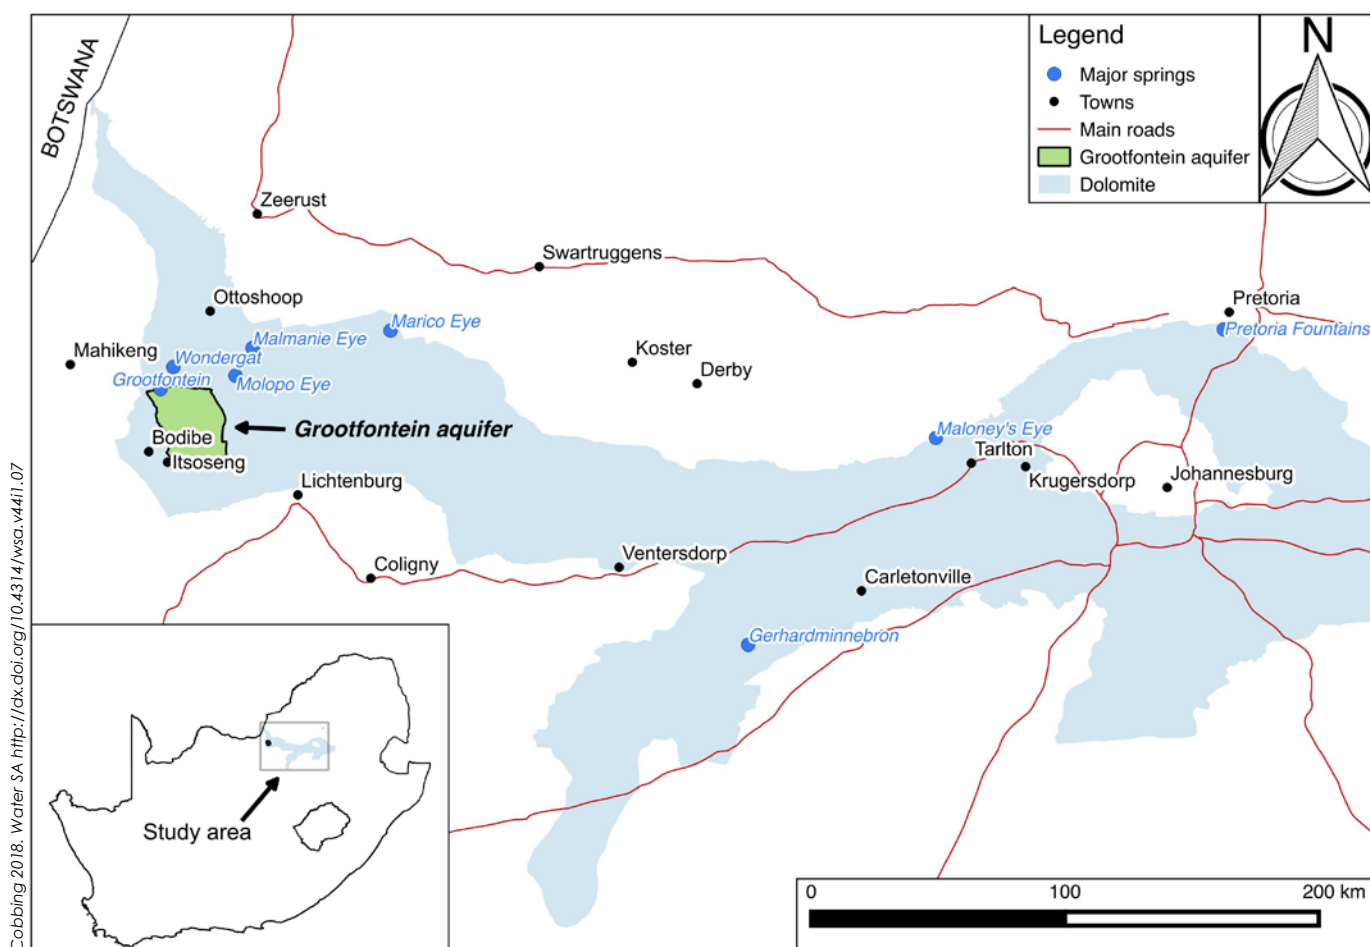 BOTSWANA
Legend
Major springs
Towns
Main roads
Grootfontein aquifer
Dolomite
N
Zeerust
Swartruggens
Ottoshoop
Pretoria
Marico Eye
Pretoria Fountains
Malmanie Eye
Mahikeng
Wondergat
Koster
Derby
Grootfontein
Molopo Eye
Grootfontein aquifer
Maloney's Eye
Bodibe
Itsoseng
Tarlton
Krugersdorp
Johannesburg
Lichtenburg
Ventersdorp
Coligny
Carletonville
Gerhardminnebron
Study area
0 100 200 km
Cobbing 2018. Water SA http://dx.doi.org/10.4314/wsa.v44i1.07